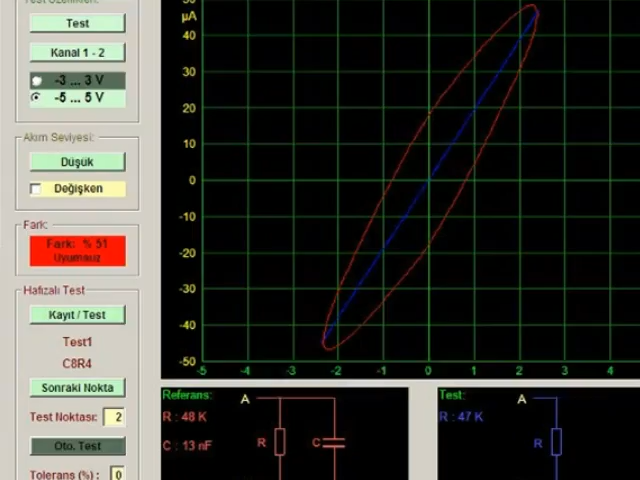 Test Özellikleri:
Test
Kanal 1 - 2
-3 ... 3 V
-5 ... 5 V
Akım Seviyesi:
Düşük
Değişken
Fark:
Fark: % 51
Uyumsuz
Hafızalı Test
Kayıt / Test
Test1
C8R4
Sonraki Nokta
Test Noktası: 2
Oto. Test
Tolerans (%) : 0
50
µA
40
30
20
10
0
-10
-20
-30
-40
-50
-5 -4 -3 -2 -1 0 1 2 3 4
Referans:
A
R : 48 K
R
C
C : 13 nF
Test:
A
R : 47 K
R